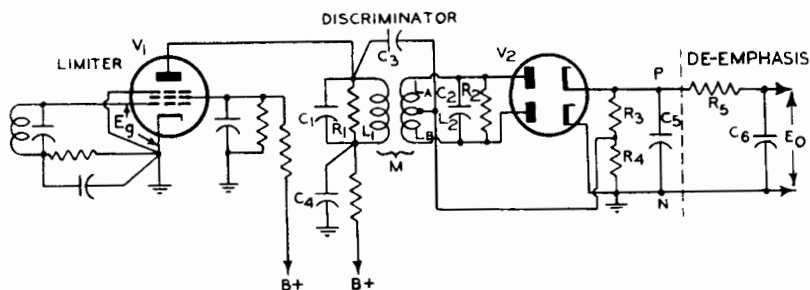 DISCRIMINATOR
LIMITER
V1
C3
V2
DE-EMPHASIS
Eg
C1
R1
L1
LA
LB
C2
L2
R2
M
C4
P
R5
R3
C5
R4
C6
EO
N
B+
B+